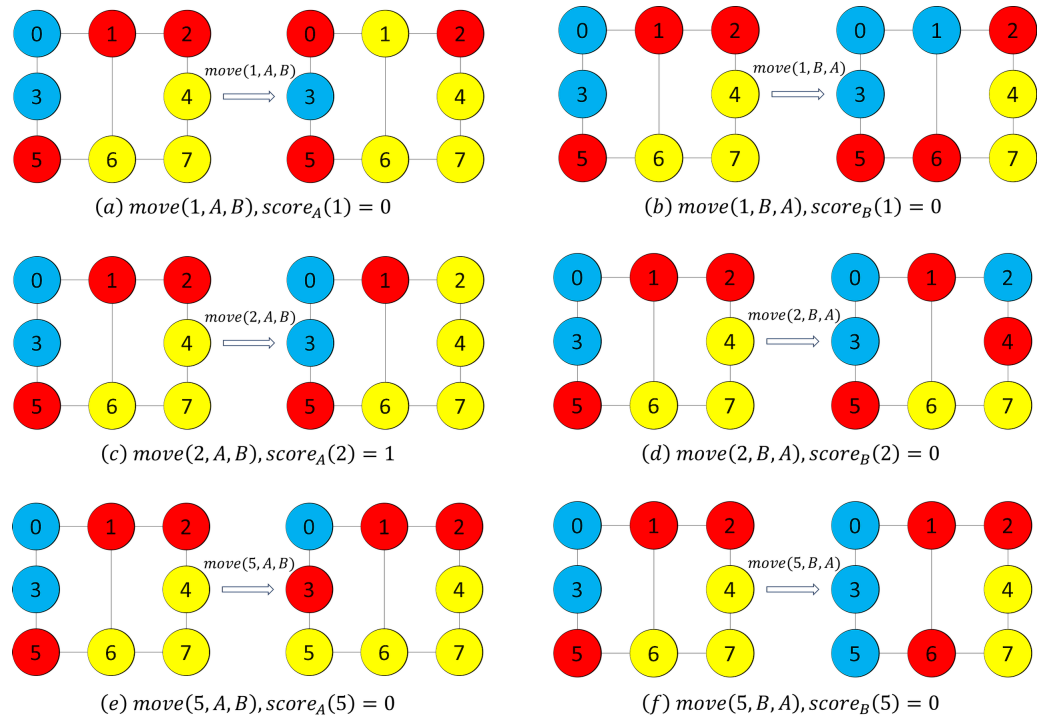 0 1 2 0 1 2
move(1, A, B)
3 4 3 4
5 6 7 5 6 7
(a) move(1, A, B), score_A(1) = 0
0 1 2 0 1 2
move(1, B, A)
3 4 3 4
5 6 7 5 6 7
(b) move(1, B, A), score_B(1) = 0
0 1 2 0 1 2
move(2, A, B)
3 4 3 4
5 6 7 5 6 7
(c) move(2, A, B), score_A(2) = 1
0 1 2 0 1 2
move(2, B, A)
3 4 3 4
5 6 7 5 6 7
(d) move(2, B, A), score_B(2) = 0
0 1 2 0 1 2
move(5, A, B)
3 4 3 4
5 6 7 5 6 7
(e) move(5, A, B), score_A(5) = 0
0 1 2 0 1 2
move(5, B, A)
3 4 3 4
5 6 7 5 6 7
(f) move(5, B, A), score_B(5) = 0